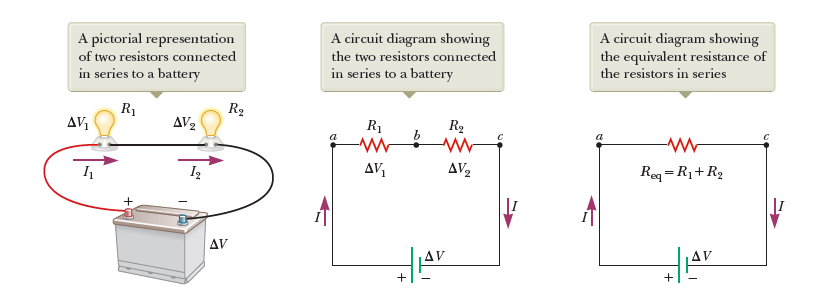 A pictorial representation
of two resistors connected
in series to a battery
R₁
R₂
ΔV₁
ΔV₂
I₁
I₂
+
−
ΔV
A circuit diagram showing
the two resistors connected
in series to a battery
R₁
R₂
a
b
c
ΔV₁
ΔV₂
I
I
ΔV
+
−
A circuit diagram showing
the equivalent resistance of
the resistors in series
a
c
Req = R₁ + R₂
I
I
ΔV
+
−